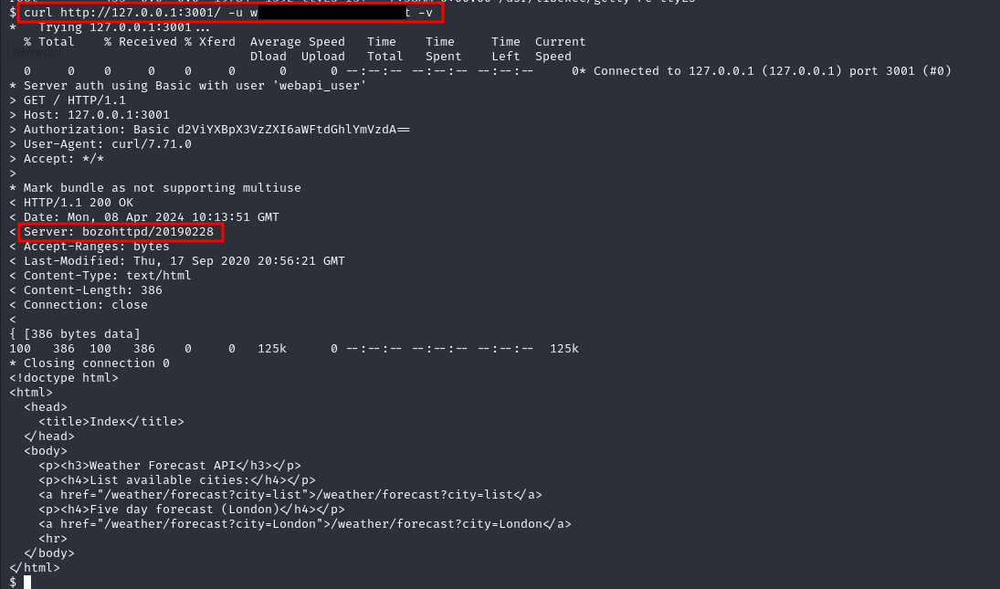 $ curl http://127.0.0.1:3001/ -u w t -v
*   Trying 127.0.0.1:3001...
  % Total    % Received % Xferd  Average Speed   Time    Time     Time  Current
Refresh
                                 Dload  Upload   Total   Spent    Left  Speed
  0     0    0     0    0     0      0      0 --:--:-- --:--:-- --:--:--     0* Connected to 127.0.0.1 (127.0.0.1) port 3001 (#0)
* Server auth using Basic with user 'webapi_user'
> GET / HTTP/1.1
> Host: 127.0.0.1:3001
> Authorization: Basic d2ViYXBpX3VzZXI6aWFtdGhlYmVzdA==
> User-Agent: curl/7.71.0
> Accept: */*
>
* Mark bundle as not supporting multiuse
< HTTP/1.1 200 OK
< Date: Mon, 08 Apr 2024 10:13:51 GMT
< Server: bozohttpd/20190228
< Accept-Ranges: bytes
< Last-Modified: Thu, 17 Sep 2020 20:56:21 GMT
< Content-Type: text/html
< Content-Length: 386
< Connection: close
<
{ [386 bytes data]
100   386  100   386    0     0   125k      0 --:--:-- --:--:-- --:--:--  125k
* Closing connection 0
<!doctype html>
<html>
  <head>
    <title>Index</title>
  </head>
  <body>
    <p><h3>Weather Forecast API</h3></p>
    <p><h4>List available cities:</h4></p>
    <a href="/weather/forecast?city=list">/weather/forecast?city=list</a>
    <p><h4>Five day forecast (London)</h4></p>
    <a href="/weather/forecast?city=London">/weather/forecast?city=London</a>
    <hr>
  </body>
</html>
$